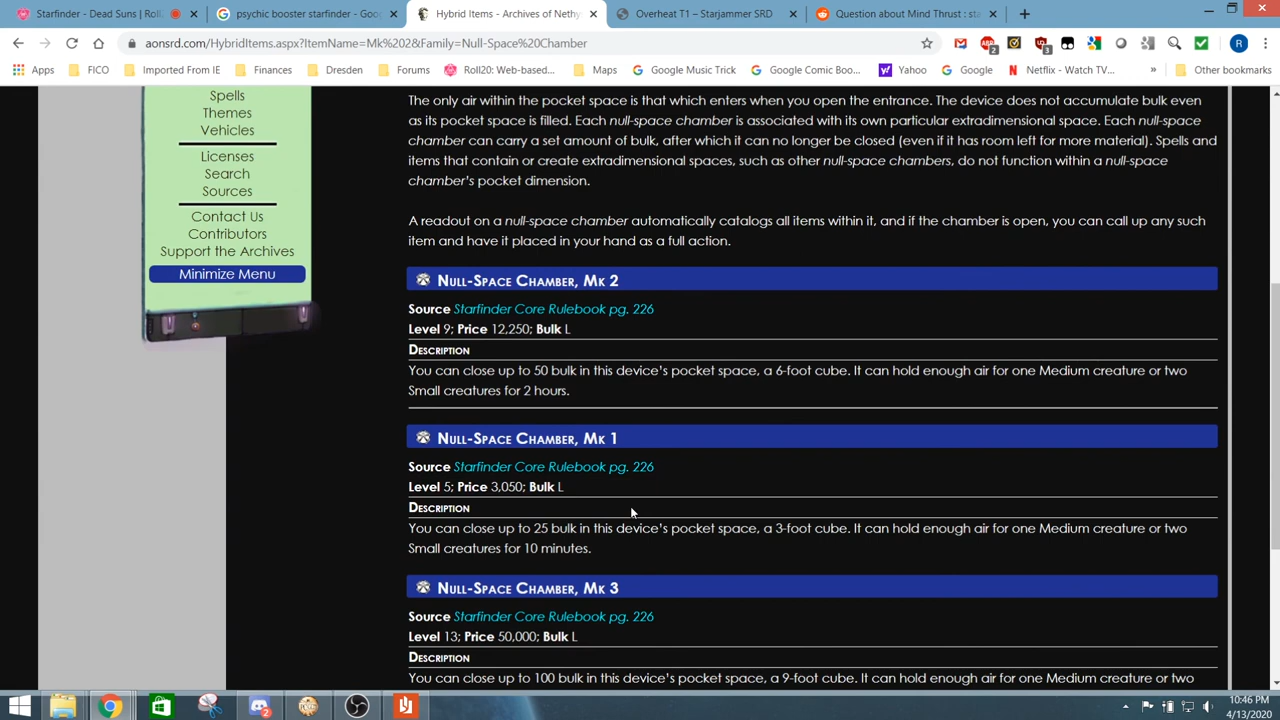 Starfinder - Dead Suns | Roll
psychic booster starfinder - Goo
Hybrid Items - Archives of Nethy
Overheat T1 – Starjammer SRD
Question about Mind Thrust : sta
aonsrd.com/HybridItems.aspx?ItemName=Mk%202&Family=Null-Space%20Chamber
2
3
R
Apps
FICO
Imported From IE
Finances
Dresden
Forums
Roll20: Web-based...
Maps
Google Music Trick
Google Comic Boo...
Yahoo
Google
Netflix - Watch TV...
»
Other bookmarks
Spells
Themes
Vehicles
Licenses
Search
Sources
Contact Us
Contributors
Support the Archives
Minimize Menu
The only air within the pocket space is that which enters when you open the entrance. The device does not accumulate bulk even
as its pocket space is filled. Each null-space chamber is associated with its own particular extradimensional space. Each null-space
chamber can carry a set amount of bulk, after which it can no longer be closed (even if it has room left for more material). Spells and
items that contain or create extradimensional spaces, such as other null-space chambers, do not function within a null-space
chamber's pocket dimension.
A readout on a null-space chamber automatically catalogs all items within it, and if the chamber is open, you can call up any such
item and have it placed in your hand as a full action.
Null-Space Chamber, Mk 2
Source Starfinder Core Rulebook pg. 226
Level 9; Price 12,250; Bulk L
Description
You can close up to 50 bulk in this device's pocket space, a 6-foot cube. It can hold enough air for one Medium creature or two
Small creatures for 2 hours.
Null-Space Chamber, Mk 1
Source Starfinder Core Rulebook pg. 226
Level 5; Price 3,050; Bulk L
Description
You can close up to 25 bulk in this device's pocket space, a 3-foot cube. It can hold enough air for one Medium creature or two
Small creatures for 10 minutes.
Null-Space Chamber, Mk 3
Source Starfinder Core Rulebook pg. 226
Level 13; Price 50,000; Bulk L
Description
You can close up to 100 bulk in this device's pocket space, a 9-foot cube. It can hold enough air for one Medium creature or two
2
10:46 PM
4/13/2020